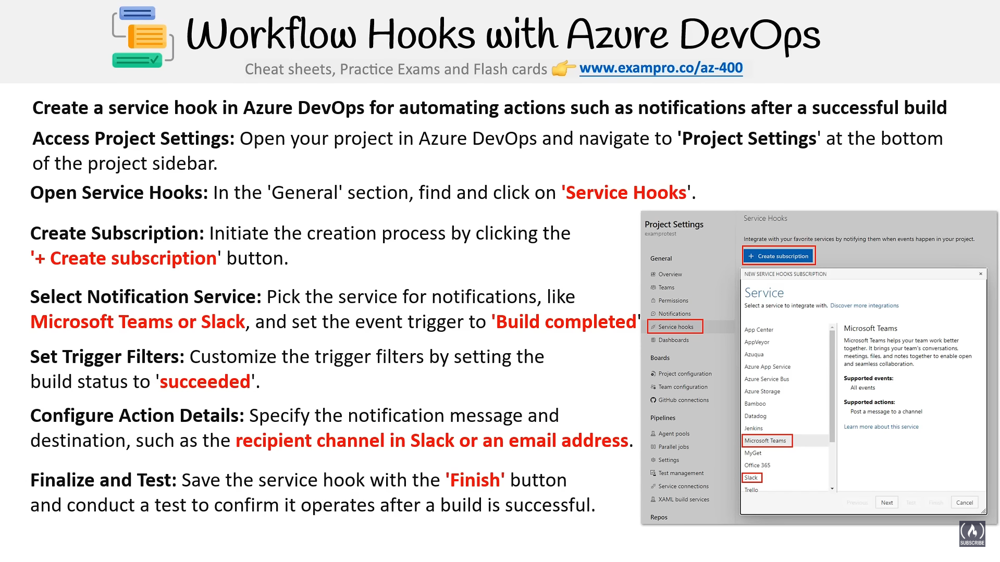 Workflow Hooks with Azure DevOps
Cheat sheets, Practice Exams and Flash cards www.exampro.co/az-400
Create a service hook in Azure DevOps for automating actions such as notifications after a successful build
Access Project Settings: Open your project in Azure DevOps and navigate to 'Project Settings' at the bottom
of the project sidebar.
Open Service Hooks: In the 'General' section, find and click on 'Service Hooks'.
Create Subscription: Initiate the creation process by clicking the
'+ Create subscription' button.
Select Notification Service: Pick the service for notifications, like
Microsoft Teams or Slack, and set the event trigger to 'Build completed'
Set Trigger Filters: Customize the trigger filters by setting the
build status to 'succeeded'.
Configure Action Details: Specify the notification message and
destination, such as the recipient channel in Slack or an email address.
Finalize and Test: Save the service hook with the 'Finish' button
and conduct a test to confirm it operates after a build is successful.
Project Settings
examprotest
General
Overview
Teams
Permissions
Notifications
Service hooks
Dashboards
Boards
Project configuration
Team configuration
GitHub connections
Pipelines
Agent pools
Parallel jobs
Settings
Test management
Service connections
XAML build services
Repos
Service Hooks
Integrate with your favorite services by notifying them when events happen in your project.
+ Create subscription
NEW SERVICE HOOKS SUBSCRIPTION
Service
Select a service to integrate with. Discover more integrations
App Center
AppVeyor
Azuqua
Azure App Service
Azure Service Bus
Azure Storage
Bamboo
Datadog
Jenkins
Microsoft Teams
MyGet
Office 365
Slack
Trello
Microsoft Teams
Microsoft Teams helps your team work better
together. It brings your team's conversations,
meetings, files, and notes together to enable open
and seamless collaboration.
Supported events:
All events
Supported actions:
Post a message to a channel
Learn more about this service
Previous Next Test Finish Cancel
SUBSCRIBE